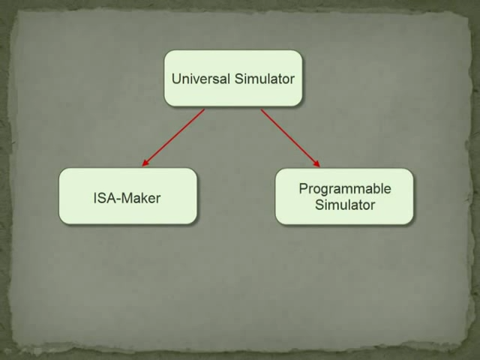 Universal Simulator
ISA-Maker
Programmable
Simulator